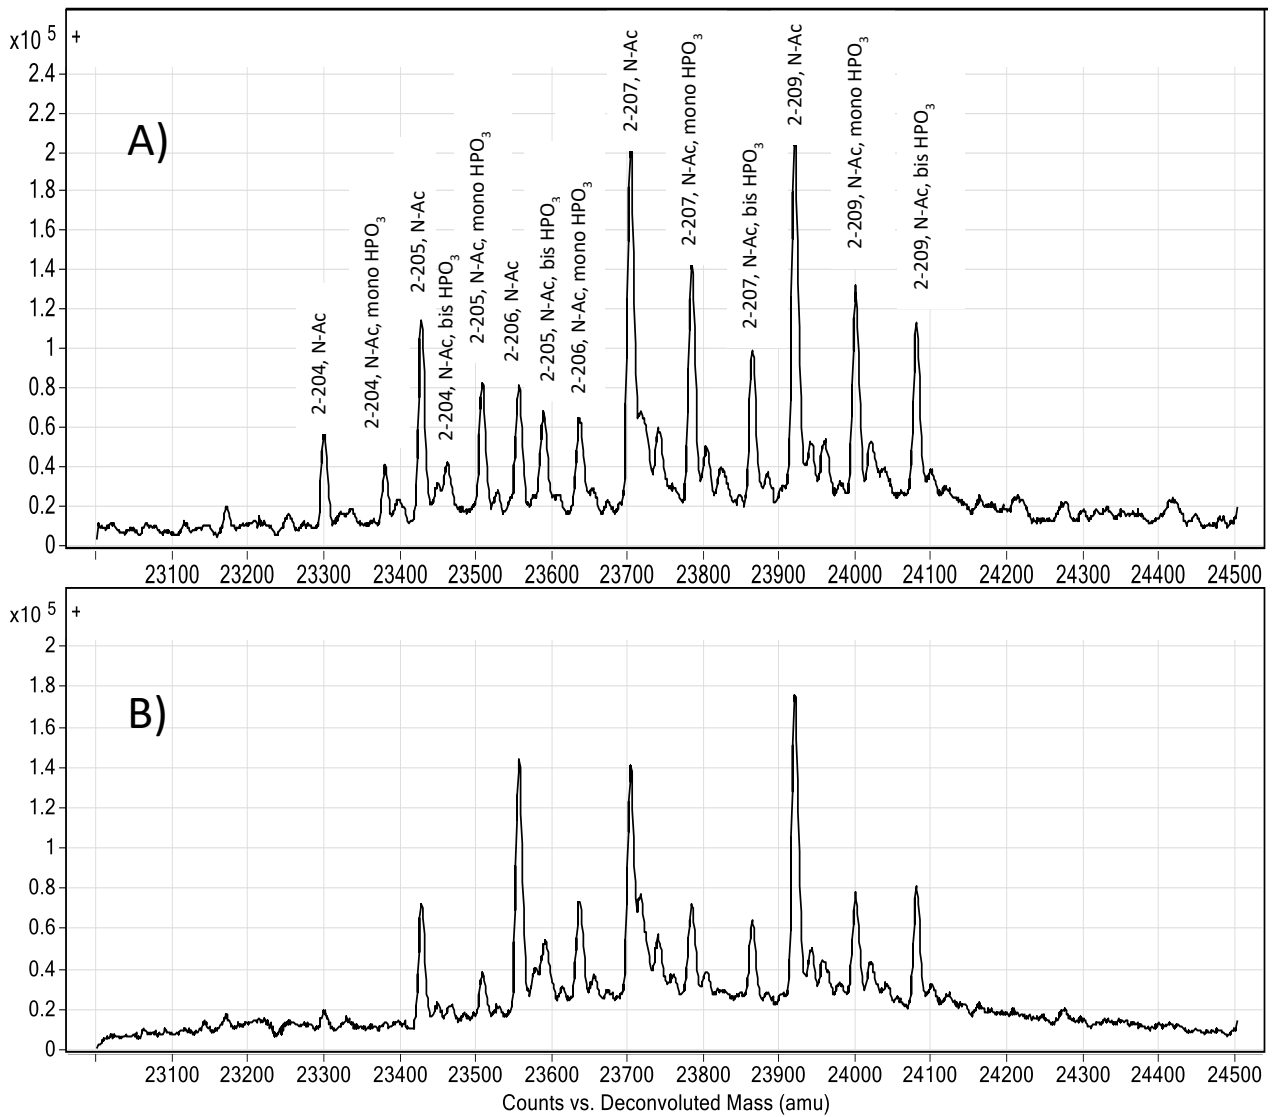 x10 5 +
A)
2.4
2.2
2
1.8
1.6
1.4
1.2
1
0.8
0.6
0.4
0.2
0
2-204, N-Ac
2-204, N-Ac, mono HPO3
2-205, N-Ac
2-204, N-Ac, bis HPO3
2-205, N-Ac, mono HPO3
2-206, N-Ac
2-205, N-Ac, bis HPO3
2-206, N-Ac, mono HPO3
2-207, N-Ac
2-207, N-Ac, mono HPO3
2-207, N-Ac, bis HPO3
2-209, N-Ac
2-209, N-Ac, mono HPO3
2-209, N-Ac, bis HPO3
23100 23200 23300 23400 23500 23600 23700 23800 23900 24000 24100 24200 24300 24400 24500
x10 5 +
B)
2
1.8
1.6
1.4
1.2
1
0.8
0.6
0.4
0.2
0
23100 23200 23300 23400 23500 23600 23700 23800 23900 24000 24100 24200 24300 24400 24500
Counts vs. Deconvoluted Mass (amu)